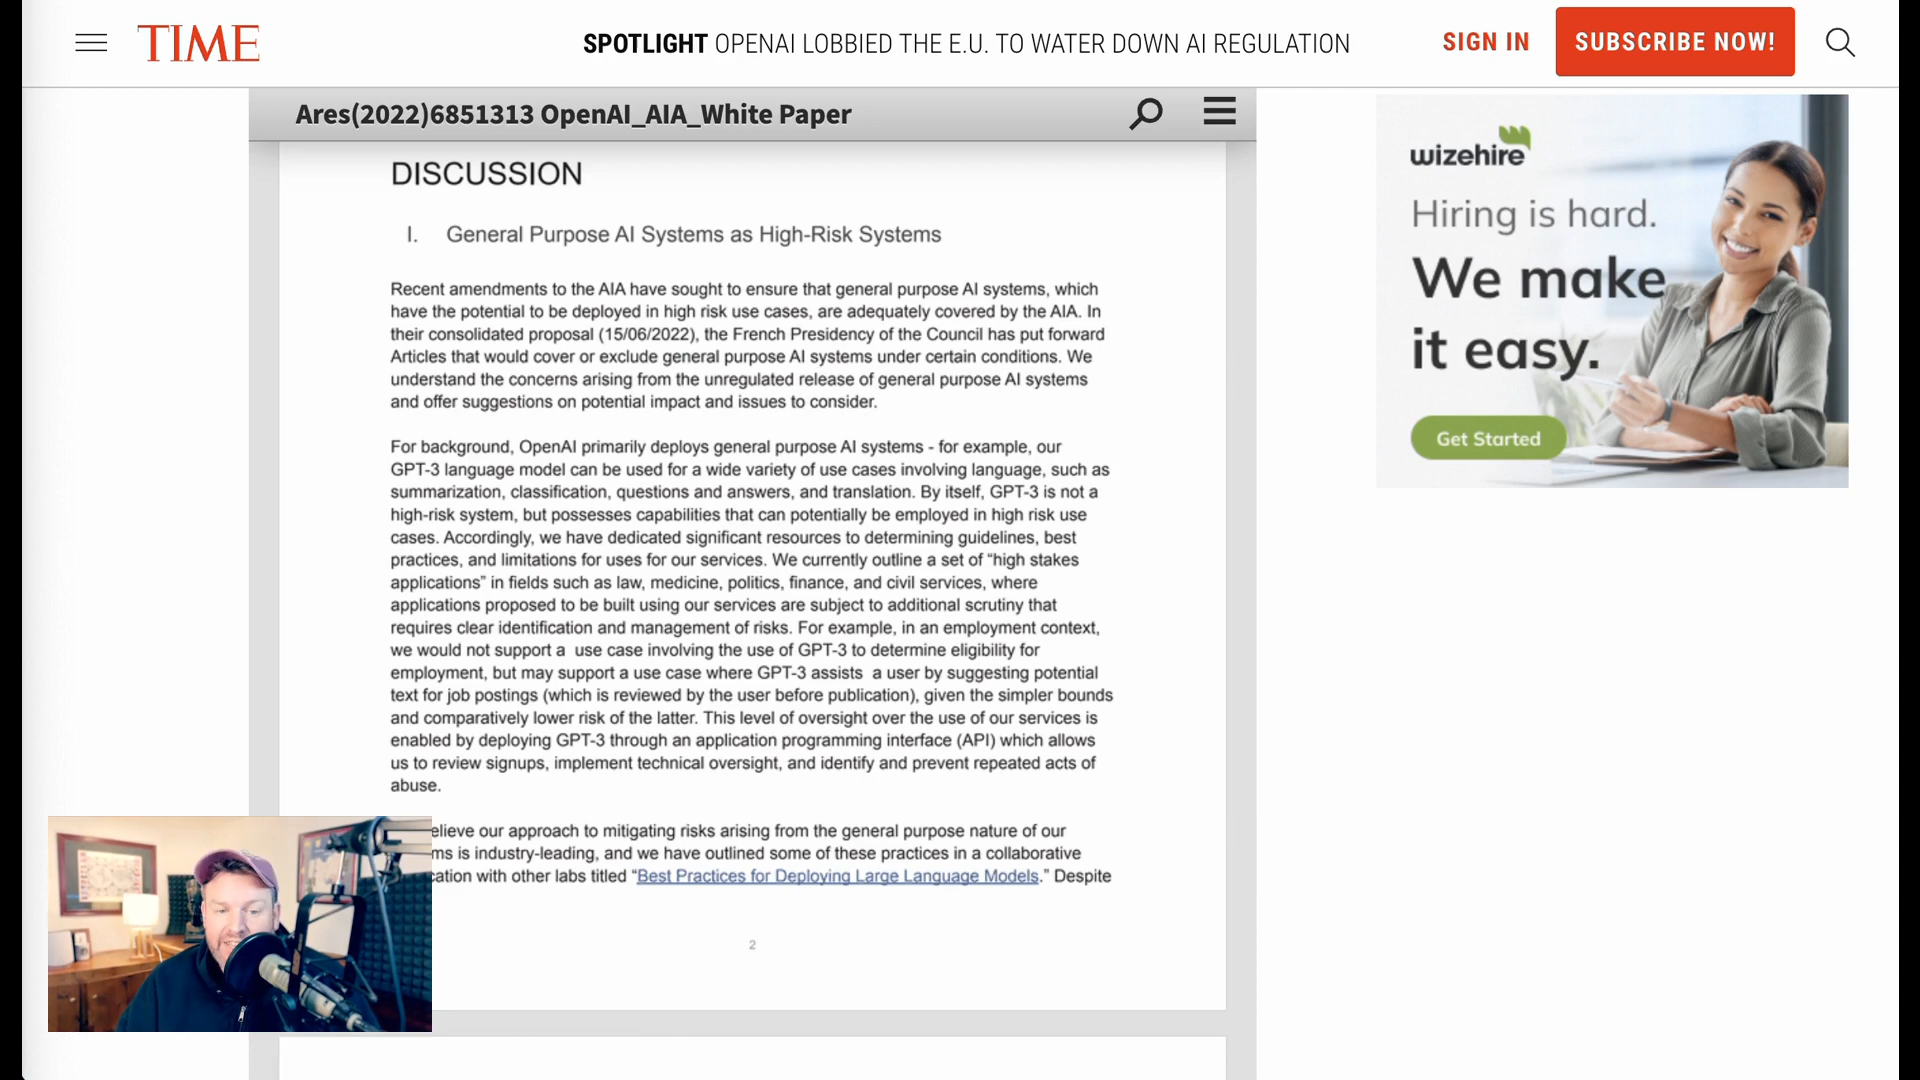 TIME
SPOTLIGHT OPENAI LOBBIED THE E.U. TO WATER DOWN AI REGULATION
SIGN IN
SUBSCRIBE NOW!
Ares(2022)6851313 OpenAI_AIA_White Paper
DISCUSSION
I. General Purpose AI Systems as High-Risk Systems
Recent amendments to the AIA have sought to ensure that general purpose AI systems, which
have the potential to be deployed in high risk use cases, are adequately covered by the AIA. In
their consolidated proposal (15/06/2022), the French Presidency of the Council has put forward
Articles that would cover or exclude general purpose AI systems under certain conditions. We
understand the concerns arising from the unregulated release of general purpose AI systems
and offer suggestions on potential impact and issues to consider.
For background, OpenAI primarily deploys general purpose AI systems - for example, our
GPT-3 language model can be used for a wide variety of use cases involving language, such as
summarization, classification, questions and answers, and translation. By itself, GPT-3 is not a
high-risk system, but possesses capabilities that can potentially be employed in high risk use
cases. Accordingly, we have dedicated significant resources to determining guidelines, best
practices, and limitations for uses for our services. We currently outline a set of “high stakes
applications” in fields such as law, medicine, politics, finance, and civil services, where
applications proposed to be built using our services are subject to additional scrutiny that
requires clear identification and management of risks. For example, in an employment context,
we would not support a use case involving the use of GPT-3 to determine eligibility for
employment, but may support a use case where GPT-3 assists a user by suggesting potential
text for job postings (which is reviewed by the user before publication), given the simpler bounds
and comparatively lower risk of the latter. This level of oversight over the use of our services is
enabled by deploying GPT-3 through an application programming interface (API) which allows
us to review signups, implement technical oversight, and identify and prevent repeated acts of
abuse.
elieve our approach to mitigating risks arising from the general purpose nature of our
ms is industry-leading, and we have outlined some of these practices in a collaborative
cation with other labs titled “Best Practices for Deploying Large Language Models.” Despite
2
wizehire
Hiring is hard.
We make
it easy.
Get Started